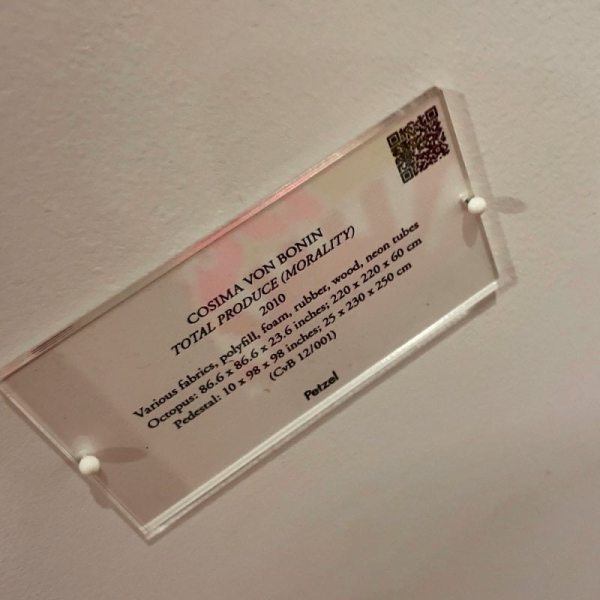 COSIMA VON BONIN
TOTAL PRODUCE (MORALITY)
2010
Various fabrics, polyfill, foam, rubber, wood, neon tubes
Octopus: 86.6 x 86.6 x 23.6 inches; 220 x 220 x 60 cm
Pedestal: 10 x 98 x 98 inches; 25 x 230 x 250 cm
(CvB 12/001)
Petzel